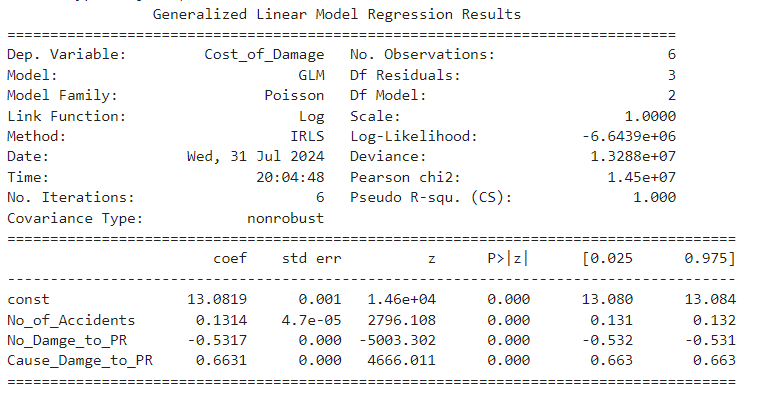 Generalized Linear Model Regression Results
==============================================================================
Dep. Variable: Cost_of_Damage No. Observations: 6
Model: GLM Df Residuals: 3
Model Family: Poisson Df Model: 2
Link Function: Log Scale: 1.0000
Method: IRLS Log-Likelihood: -6.6439e+06
Date: Wed, 31 Jul 2024 Deviance: 1.3288e+07
Time: 20:04:48 Pearson chi2: 1.45e+07
No. Iterations: 6 Pseudo R-squ. (CS): 1.000
Covariance Type: nonrobust
=====================================================================================
coef std err z P>|z| [0.025 0.975]
-------------------------------------------------------------------------------------
const 13.0819 0.001 1.46e+04 0.000 13.080 13.084
No_of_Accidents 0.1314 4.7e-05 2796.108 0.000 0.131 0.132
No_Damge_to_PR -0.5317 0.000 -5003.302 0.000 -0.532 -0.531
Cause_Damge_to_PR 0.6631 0.000 4666.011 0.000 0.663 0.663
=====================================================================================